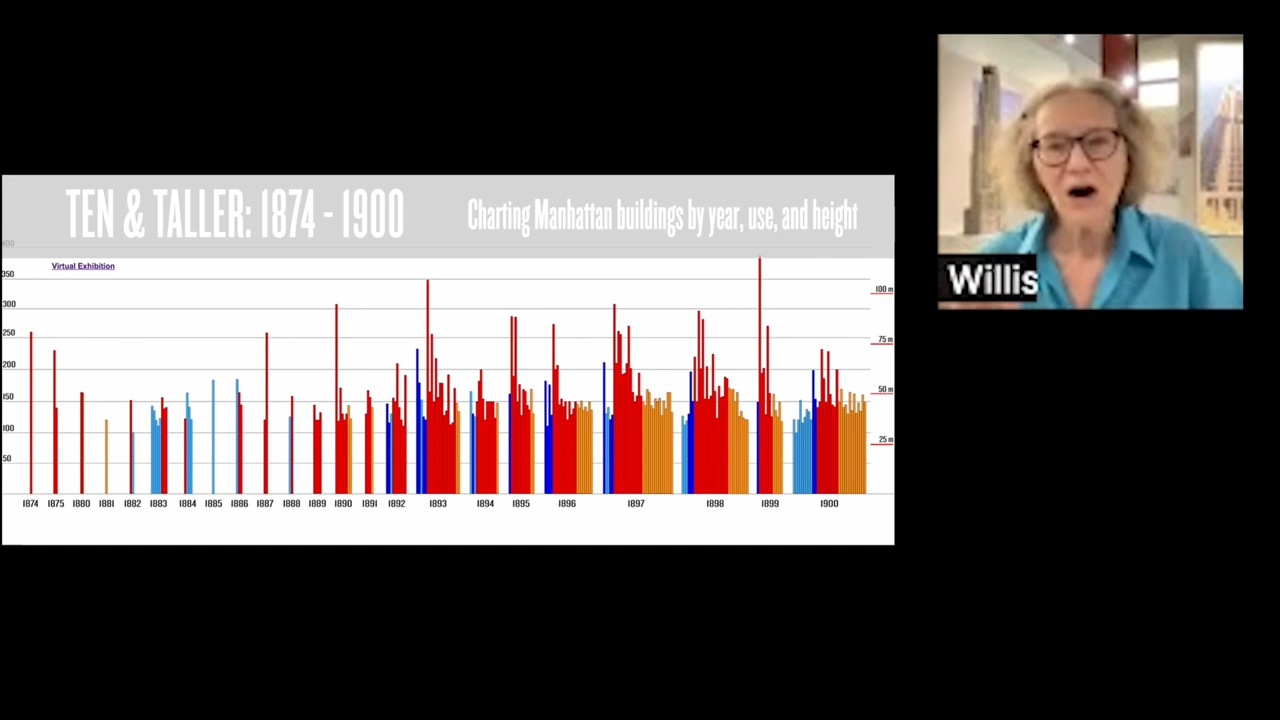 TEN & TALLER: 1874 - 1900
Charting Manhattan buildings by year, use, and height
400
Virtual Exhibition
350
100 m
300
250
75 m
200
50 m
150
100
25 m
50
1874 1875 1880 1881 1882 1883 1884 1885 1886 1887 1888 1889 1890 1891 1892 1893 1894 1895 1896 1897 1898 1899 1900
Willis